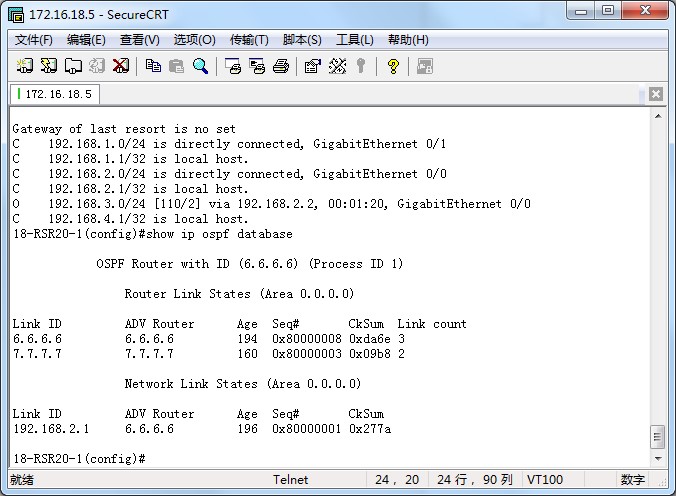 172.16.18.5 - SecureCRT
文件(F) 编辑(E) 查看(V) 选项(O) 传输(T) 脚本(S) 工具(L) 帮助(H)
172.16.18.5
Gateway of last resort is no set
C    192.168.1.0/24 is directly connected, GigabitEthernet 0/1
C    192.168.1.1/32 is local host.
C    192.168.2.0/24 is directly connected, GigabitEthernet 0/0
C    192.168.2.1/32 is local host.
O    192.168.3.0/24 [110/2] via 192.168.2.2, 00:01:20, GigabitEthernet 0/0
C    192.168.4.1/32 is local host.
18-RSR20-1(config)#show ip ospf database
OSPF Router with ID (6.6.6.6) (Process ID 1)
Router Link States (Area 0.0.0.0)
Link ID         ADV Router      Age  Seq#       CkSum  Link count
6.6.6.6         6.6.6.6         194  0x80000008 0xda6e 3
7.7.7.7         7.7.7.7         160  0x80000003 0x09b8 2
Network Link States (Area 0.0.0.0)
Link ID         ADV Router      Age  Seq#       CkSum
192.168.2.1     6.6.6.6         196  0x80000001 0x277a
18-RSR20-1(config)#
就绪 Telnet 24, 20 24 行, 90 列 VT100 数字